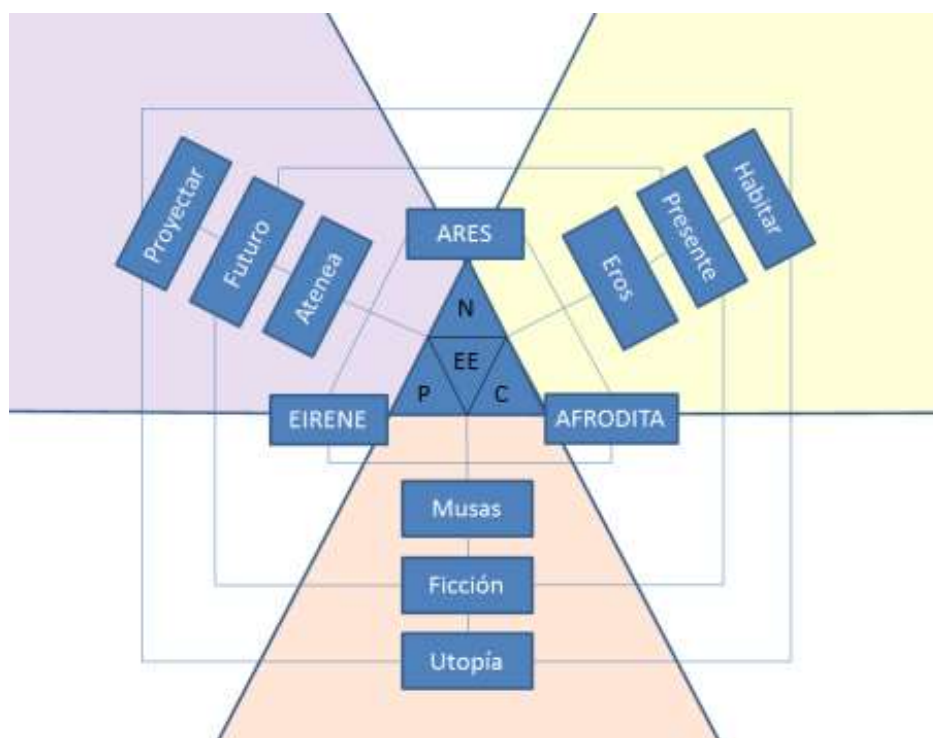 Proyectar
Futuro
Atenea
ARES
Eros
Presente
Habitar
N
EE
P
C
EIRENE
AFRODITA
Musas
Ficción
Utopía